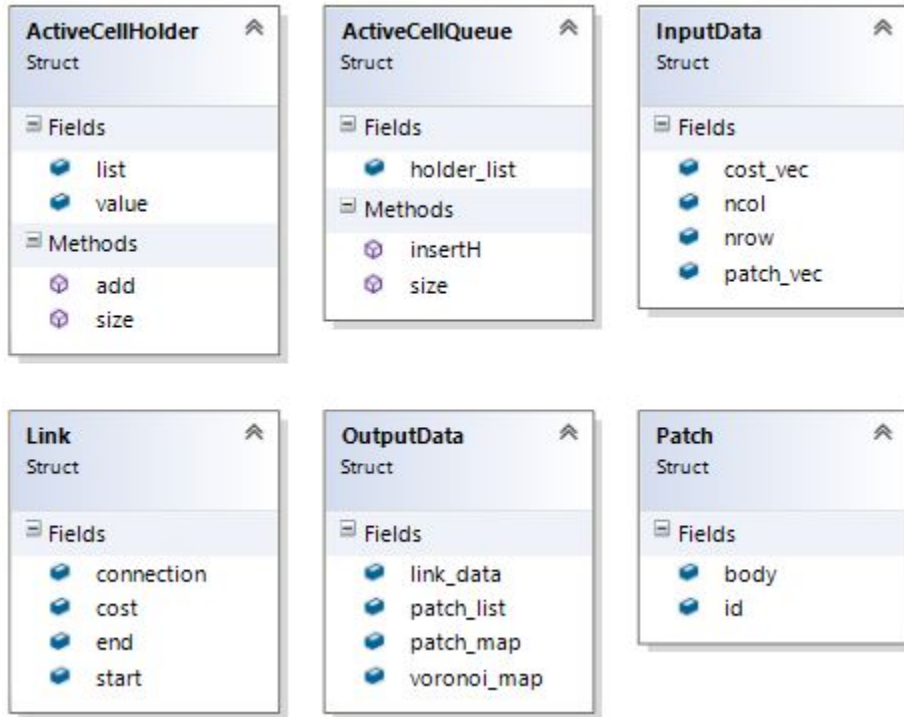 ActiveCellHolder
Struct
Fields
list
value
Methods
add
size
ActiveCellQueue
Struct
Fields
holder_list
Methods
insertH
size
InputData
Struct
Fields
cost_vec
ncol
nrow
patch_vec
Link
Struct
Fields
connection
cost
end
start
OutputData
Struct
Fields
link_data
patch_list
patch_map
voronoi_map
Patch
Struct
Fields
body
id